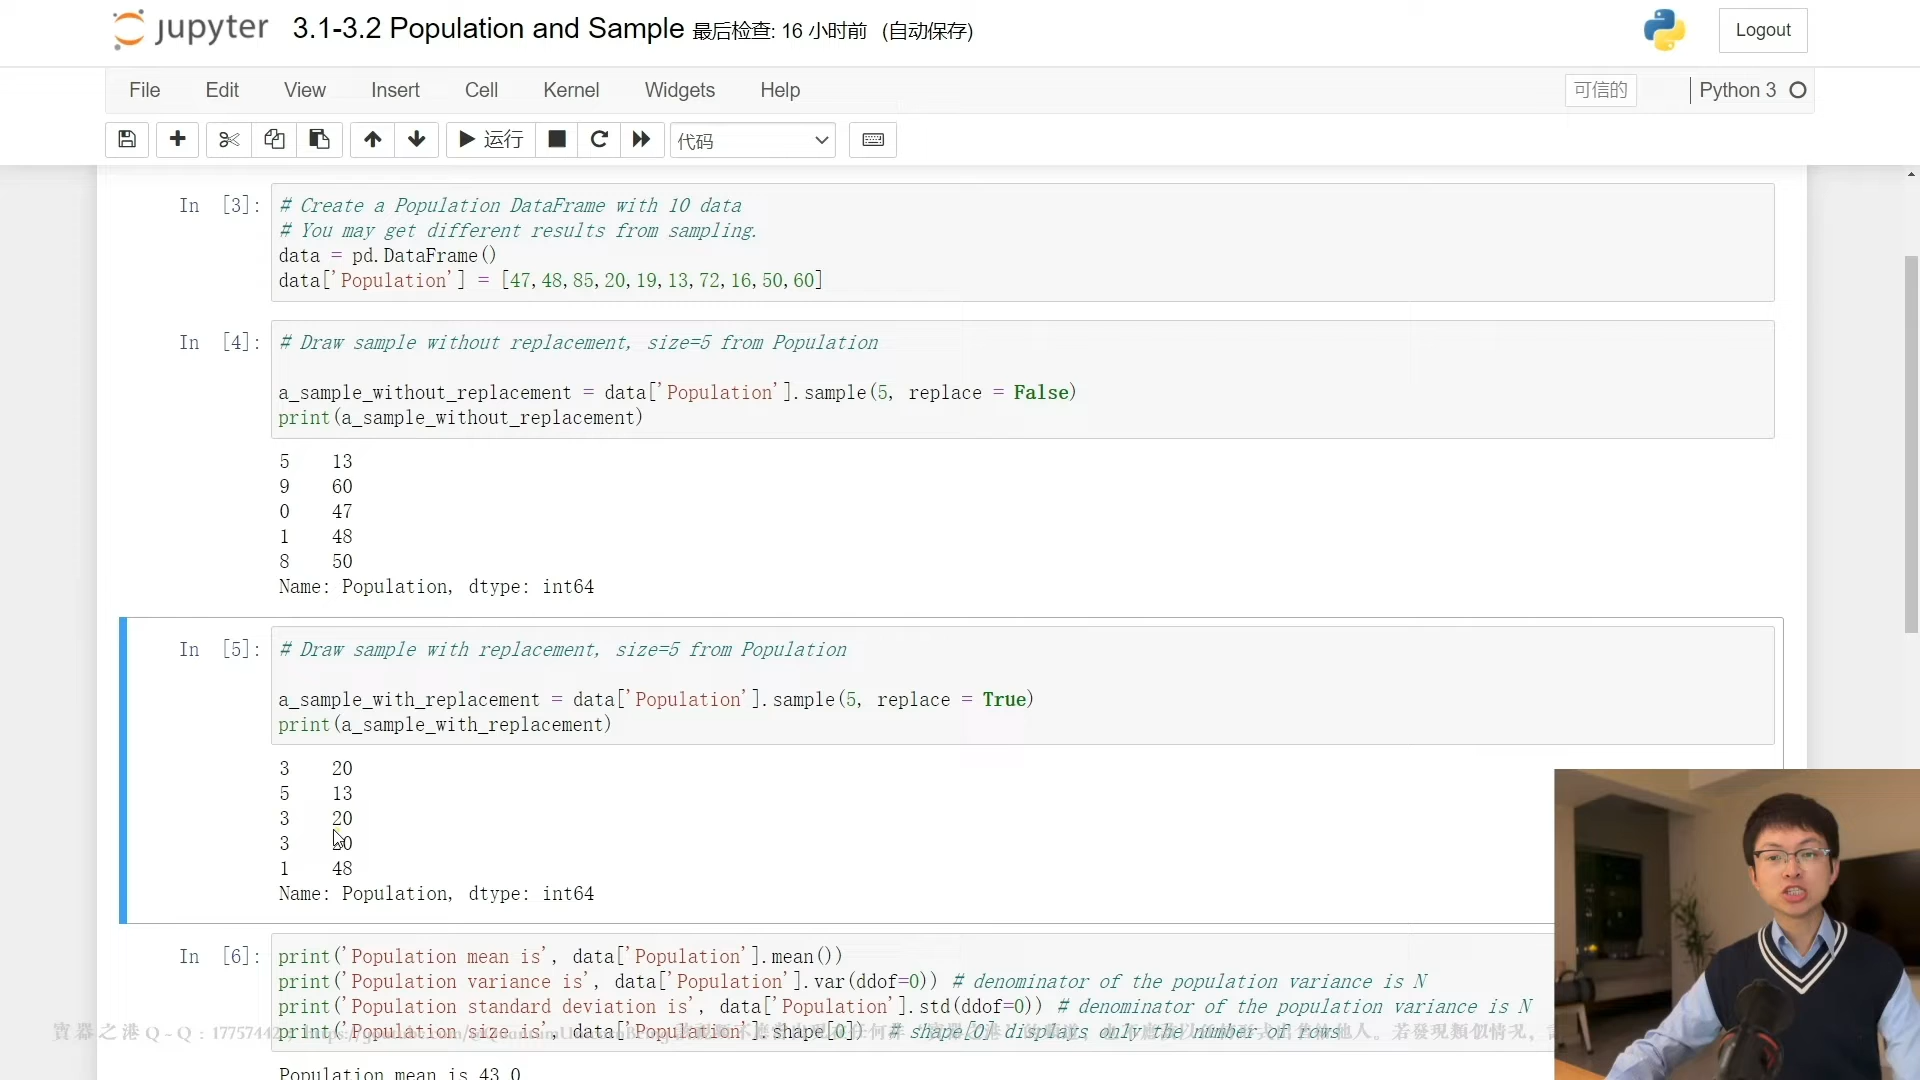 jupyter 3.1-3.2 Population and Sample 最后检查: 16 小时前 (自动保存)
Logout
File Edit View Insert Cell Kernel Widgets Help 可信的 Python 3
运行 代码
In [3]: # Create a Population DataFrame with 10 data
# You may get different results from sampling.
data = pd.DataFrame()
data['Population'] = [47,48,85,20,19,13,72,16,50,60]
In [4]: # Draw sample without replacement, size=5 from Population
a_sample_without_replacement = data['Population'].sample(5, replace = False)
print(a_sample_without_replacement)
5 13
9 60
0 47
1 48
8 50
Name: Population, dtype: int64
In [5]: # Draw sample with replacement, size=5 from Population
a_sample_with_replacement = data['Population'].sample(5, replace = True)
print(a_sample_with_replacement)
3 20
5 13
3 20
3 20
1 48
Name: Population, dtype: int64
In [6]: print('Population mean is', data['Population'].mean())
print('Population variance is', data['Population'].var(ddof=0)) # denominator of the population variance is N
print('Population standard deviation is', data['Population'].std(ddof=0)) # denominator of the population variance is N
print('Population size is', data['Population'].shape[0]) # shape[0] displays only the number of rows
Population mean is 43.0